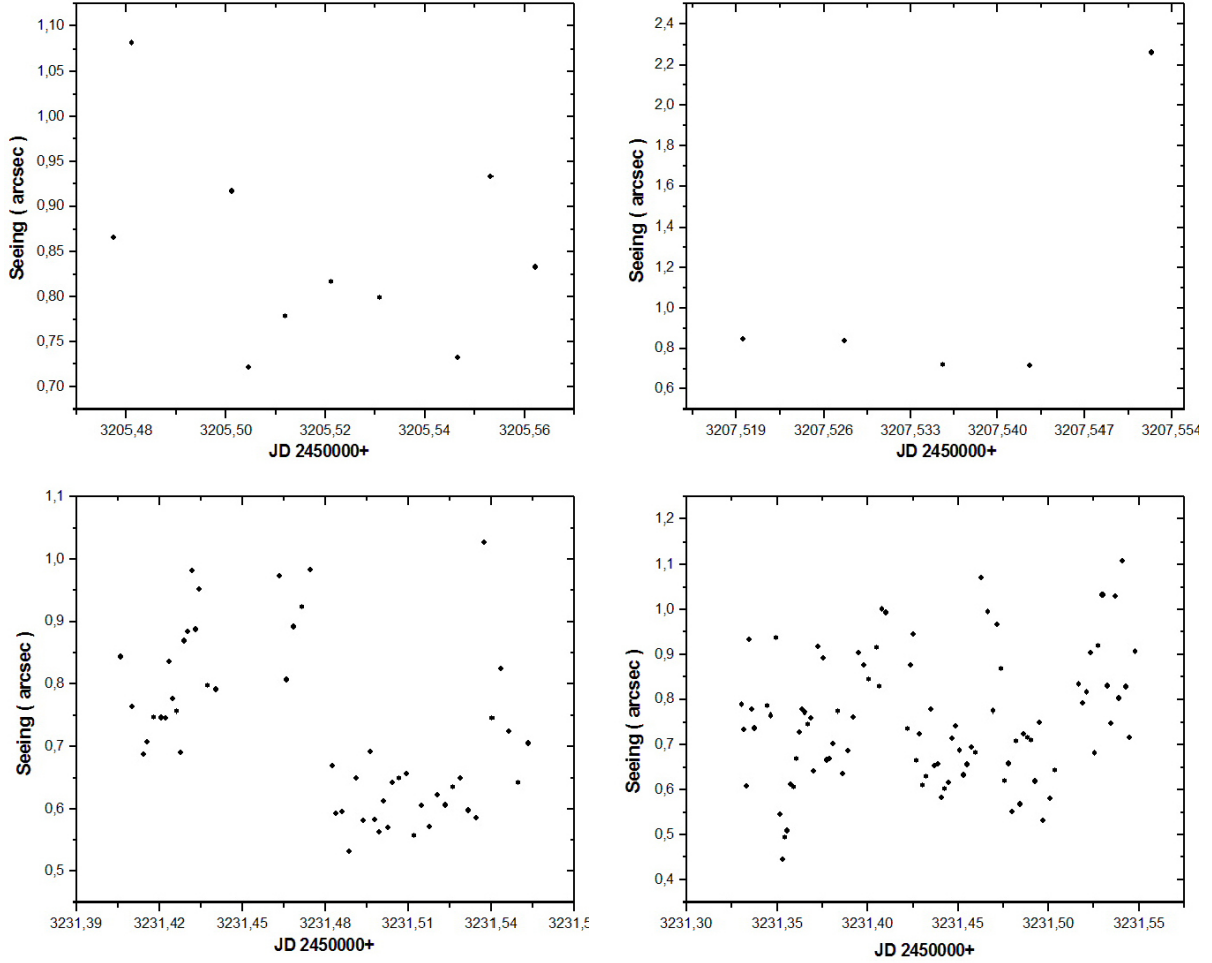 1,10
1,05
1,00
0,95
0,90
0,85
0,80
0,75
0,70
Seeing ( arcsec )
3205,48 3205,50 3205,52 3205,54 3205,56
JD 2450000+
2,4
2,2
2,0
1,8
1,6
1,4
1,2
1,0
0,8
0,6
Seeing ( arcsec )
3207,519 3207,526 3207,533 3207,540 3207,547 3207,554
JD 2450000+
1,1
1,0
0,9
0,8
0,7
0,6
0,5
Seeing ( arcsec )
3231,39 3231,42 3231,45 3231,48 3231,51 3231,54
JD 2450000+
1,2
1,1
1,0
0,9
0,8
0,7
0,6
0,5
0,4
Seeing ( arcsec )
3231,30 3231,35 3231,40 3231,45 3231,50 3231,55
JD 2450000+